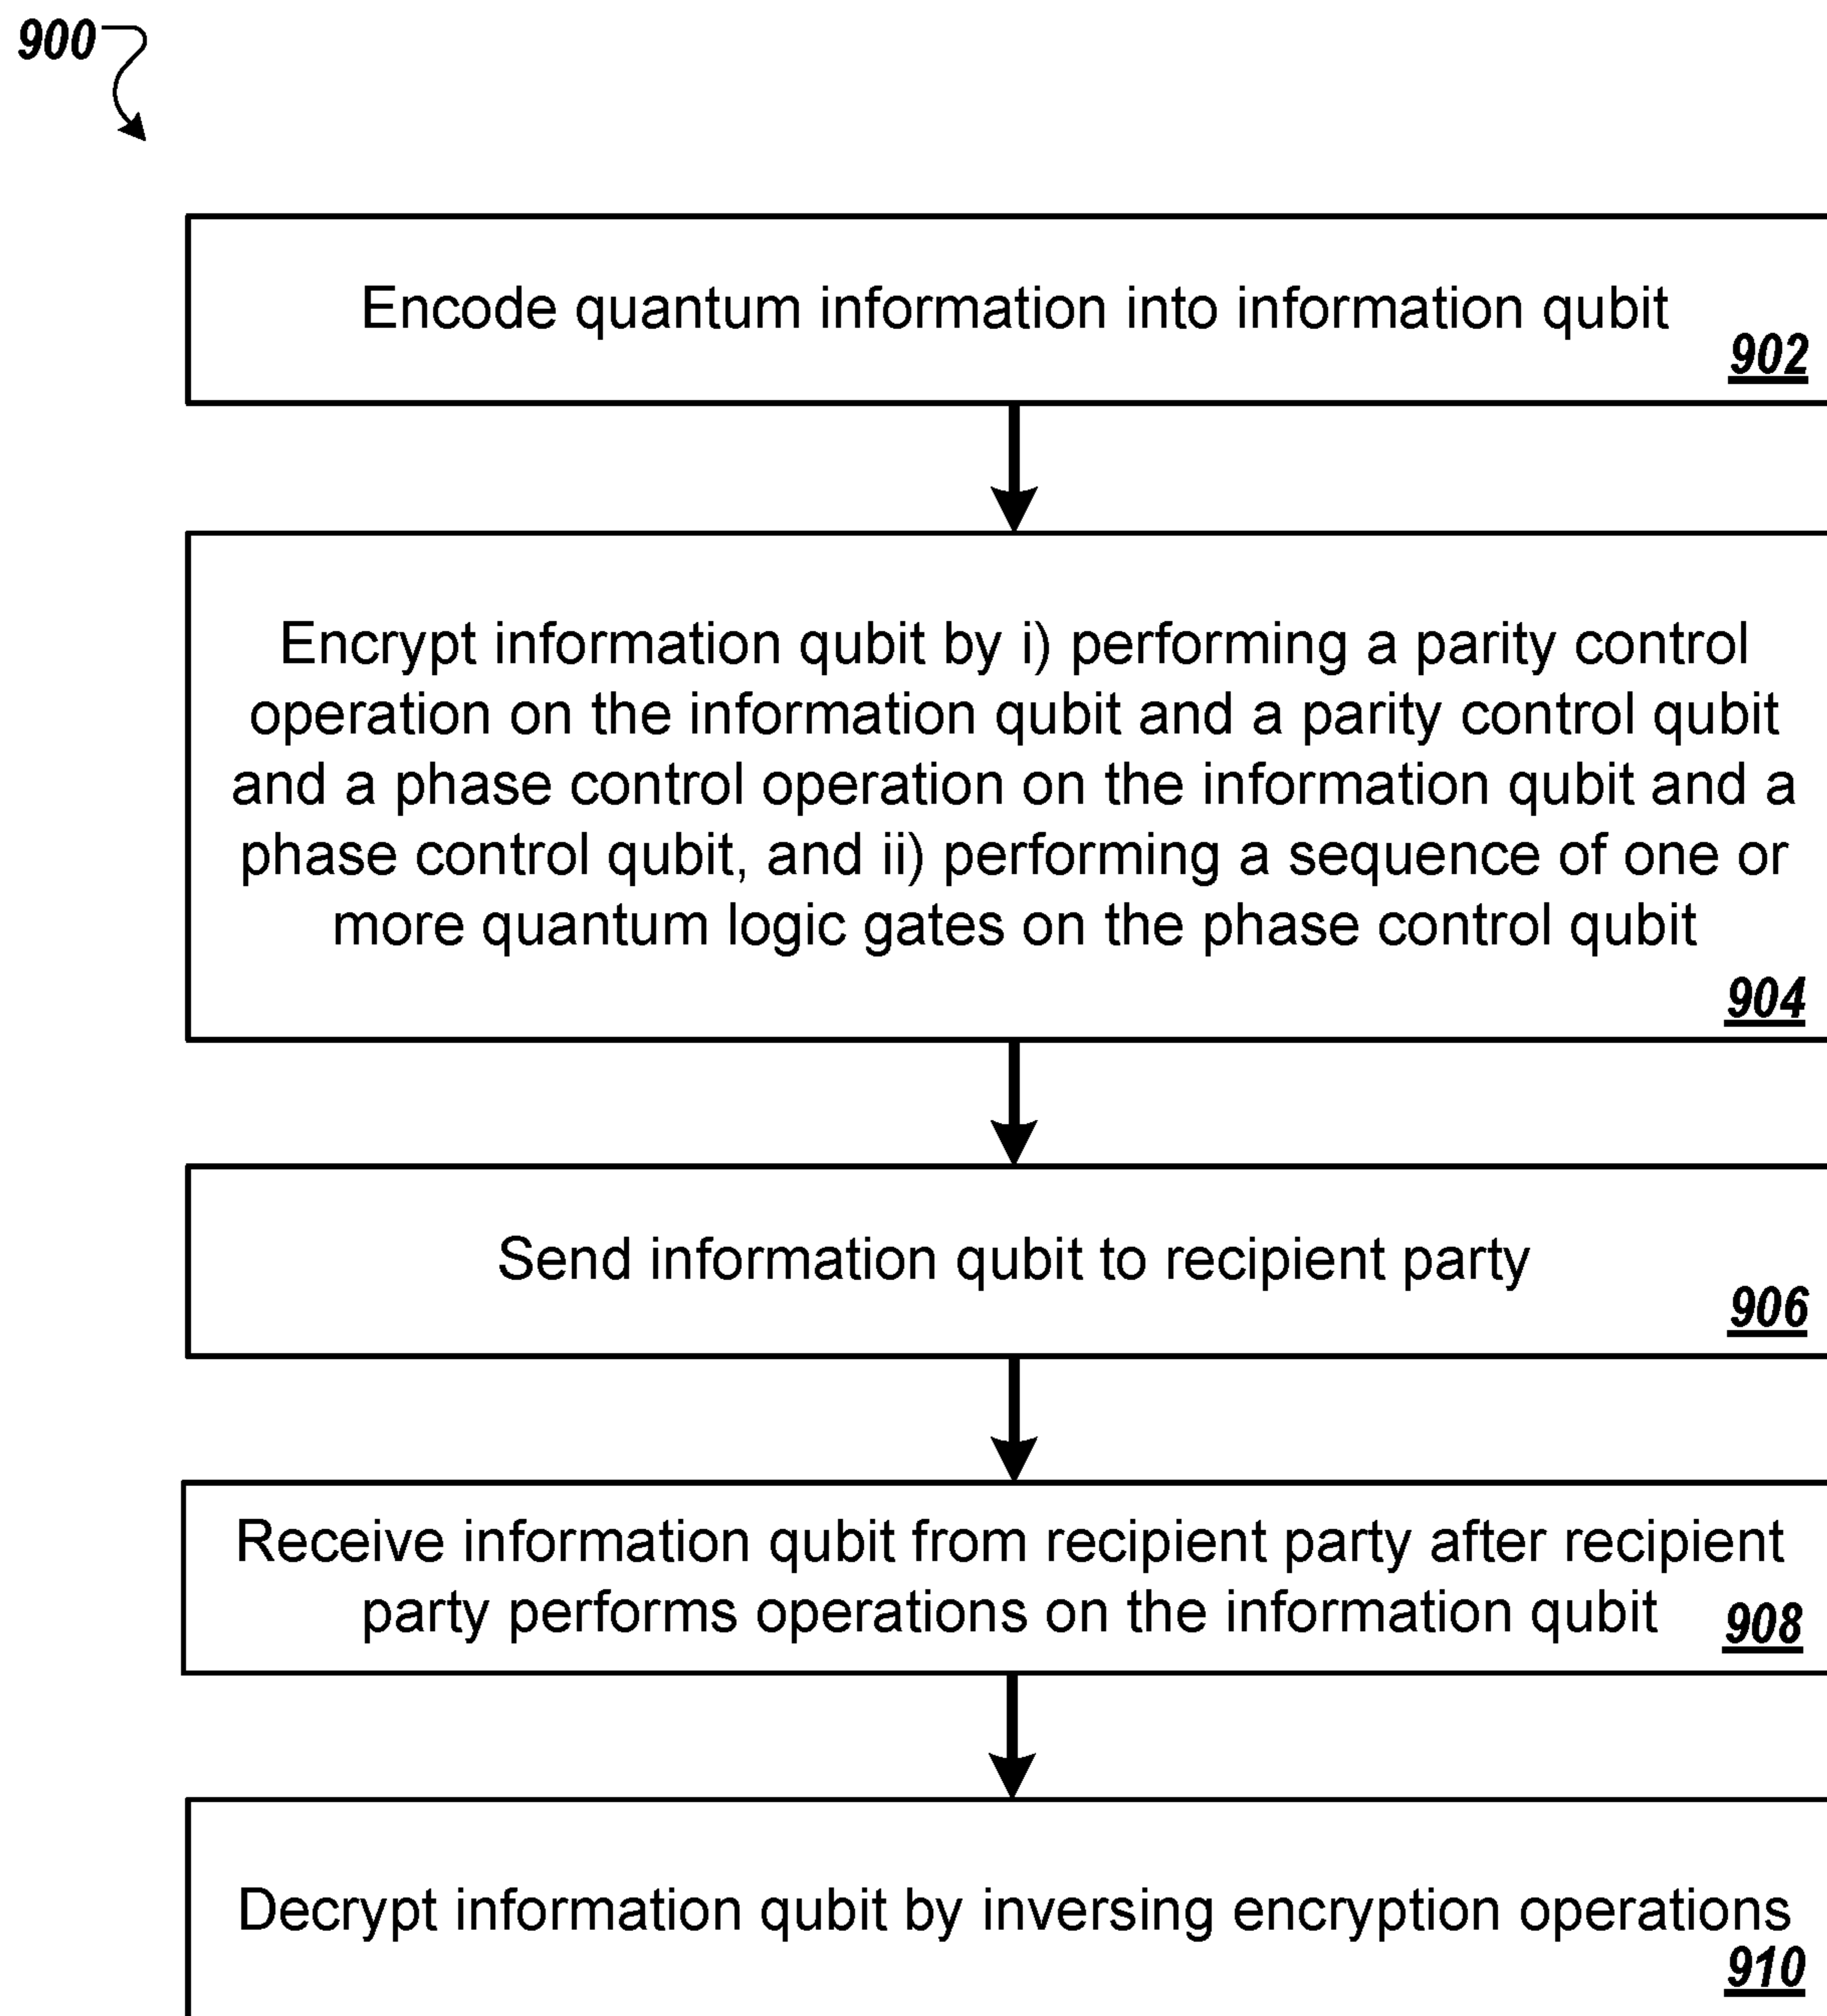 900
Encode quantum information into information qubit
902
Encrypt information qubit by i) performing a parity control
operation on the information qubit and a parity control qubit
and a phase control operation on the information qubit and a
phase control qubit, and ii) performing a sequence of one or
more quantum logic gates on the phase control qubit
904
Send information qubit to recipient party
906
Receive information qubit from recipient party after recipient
party performs operations on the information qubit
908
Decrypt information qubit by inversing encryption operations
910